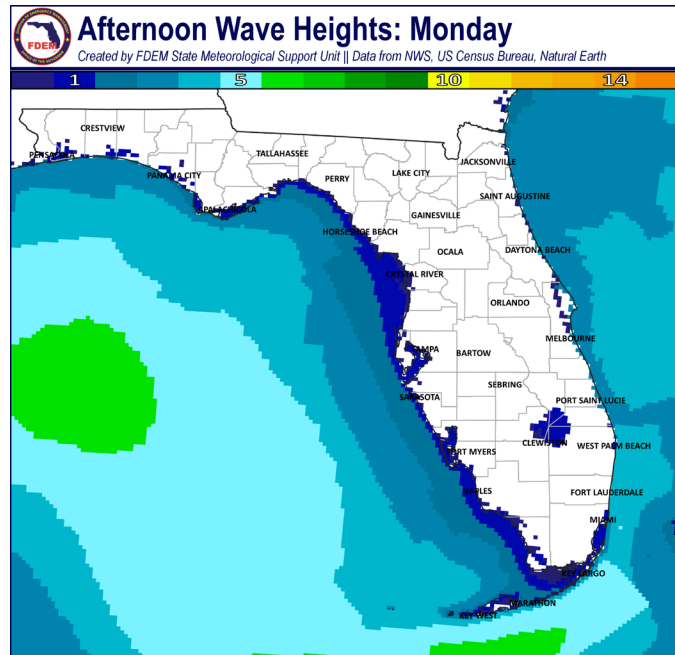 Afternoon Wave Heights: Monday
Created by FDEM State Meteorological Support Unit || Data from NWS, US Census Bureau, Natural Earth
FDEM
1 5 10 14
CRESTVIEW
PENSACOLA
PANAMA CITY
TALLAHASSEE
APALACHICOLA
PERRY
LAKE CITY
JACKSONVILLE
SAINT AUGUSTINE
GAINESVILLE
HORSESHOE BEACH
OCALA
DAYTONA BEACH
CRYSTAL RIVER
ORLANDO
MELBOURNE
TAMPA
BARTOW
SEBRING
SARASOTA
PORT SAINT LUCIE
CLEWISTON
WEST PALM BEACH
FORT MYERS
NAPLES
FORT LAUDERDALE
MIAMI
KEY LARGO
MARATHON
KEY WEST